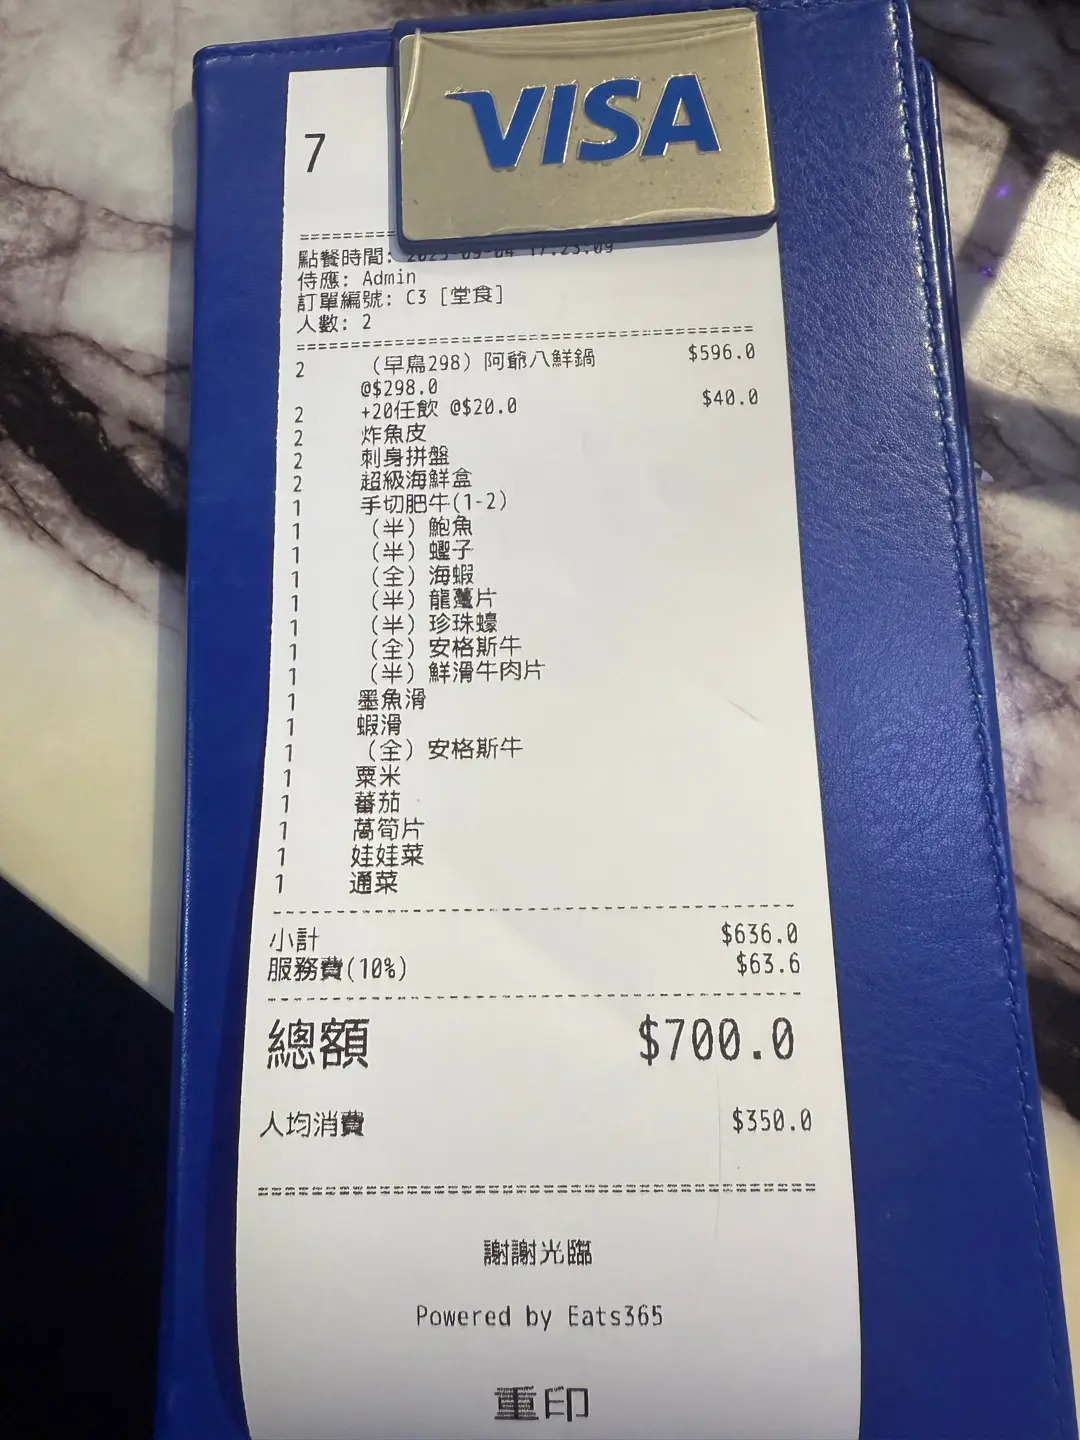 VISA
7
點餐時間: 2025-09-04 17:23:09
侍應: Admin
訂單編號: C3 [堂食]
人數: 2
2 (早鳥298) 阿爺八鮮鍋 $596.0
@$298.0
2 +20任飲 @$20.0 $40.0
2 炸魚皮
2 刺身拼盤
2 超級海鮮盒
1 手切肥牛(1-2)
1 (半) 鮑魚
1 (半) 蟶子
1 (全) 海蝦
1 (半) 龍躉片
1 (半) 珍珠蠔
1 (全) 安格斯牛
1 (半) 鮮滑牛肉片
1 墨魚滑
1 蝦滑
1 (全) 安格斯牛
1 粟米
1 蕃茄
1 萵筍片
1 娃娃菜
1 通菜
小計 $636.0
服務費(10%) $63.6
總額 $700.0
人均消費 $350.0
謝謝光臨
Powered by Eats365
重印